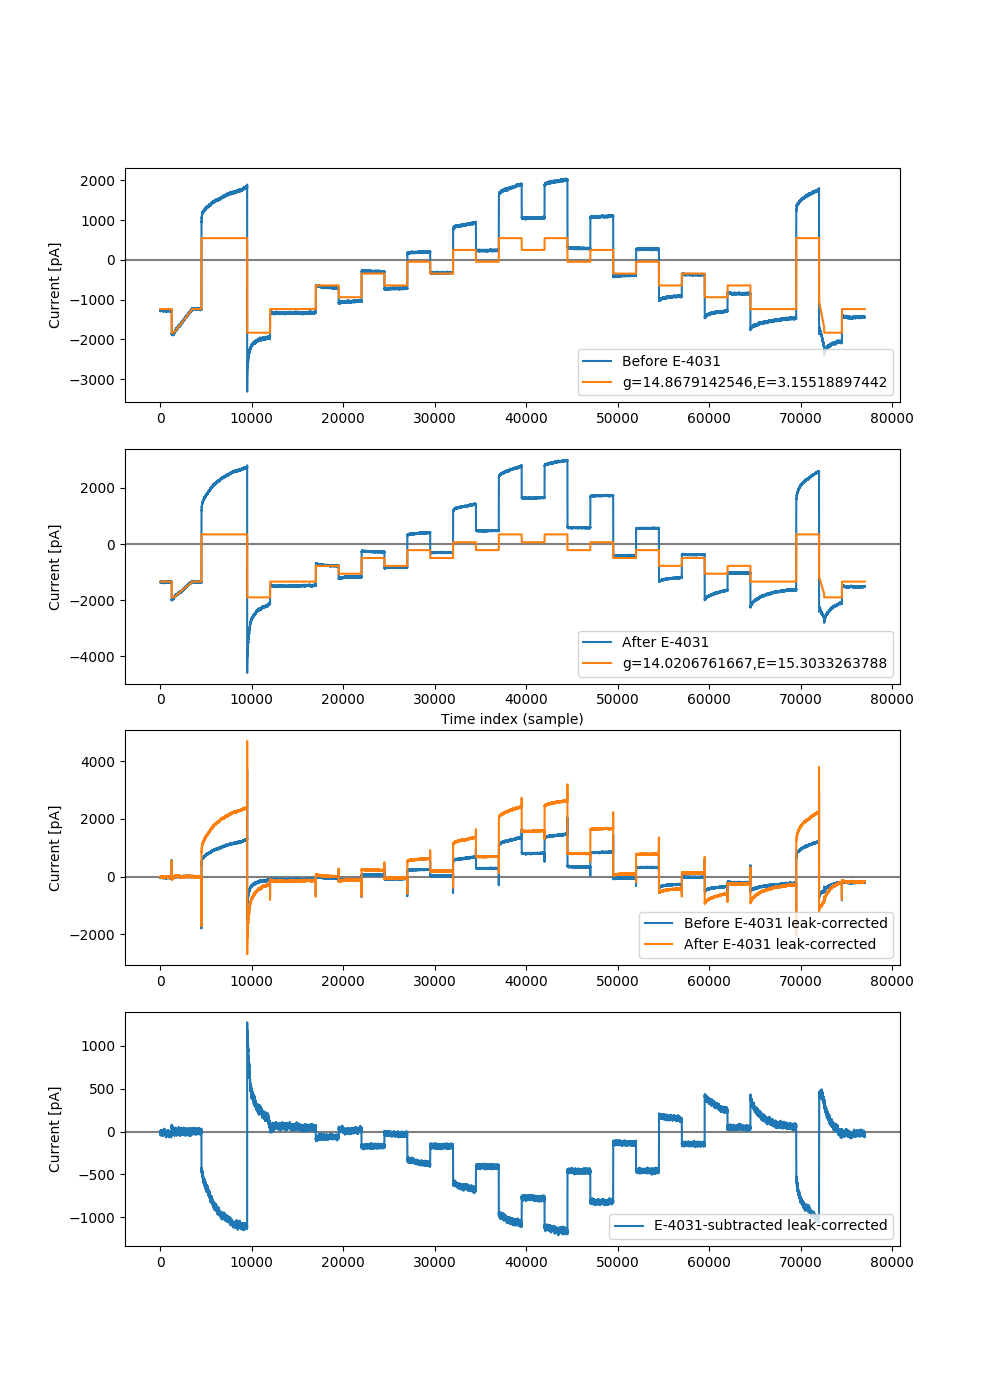 2000
1000
0
−1000
−2000
−3000
Current [pA]
Before E-4031
g=14.8679142546,E=3.15518897442
0 10000 20000 30000 40000 50000 60000 70000 80000
2000
0
−2000
−4000
Current [pA]
After E-4031
g=14.0206761667,E=15.3033263788
0 10000 20000 30000 40000 50000 60000 70000 80000
Time index (sample)
4000
2000
0
−2000
Current [pA]
Before E-4031 leak-corrected
After E-4031 leak-corrected
0 10000 20000 30000 40000 50000 60000 70000 80000
1000
500
0
−500
−1000
Current [pA]
E-4031-subtracted leak-corrected
0 10000 20000 30000 40000 50000 60000 70000 80000